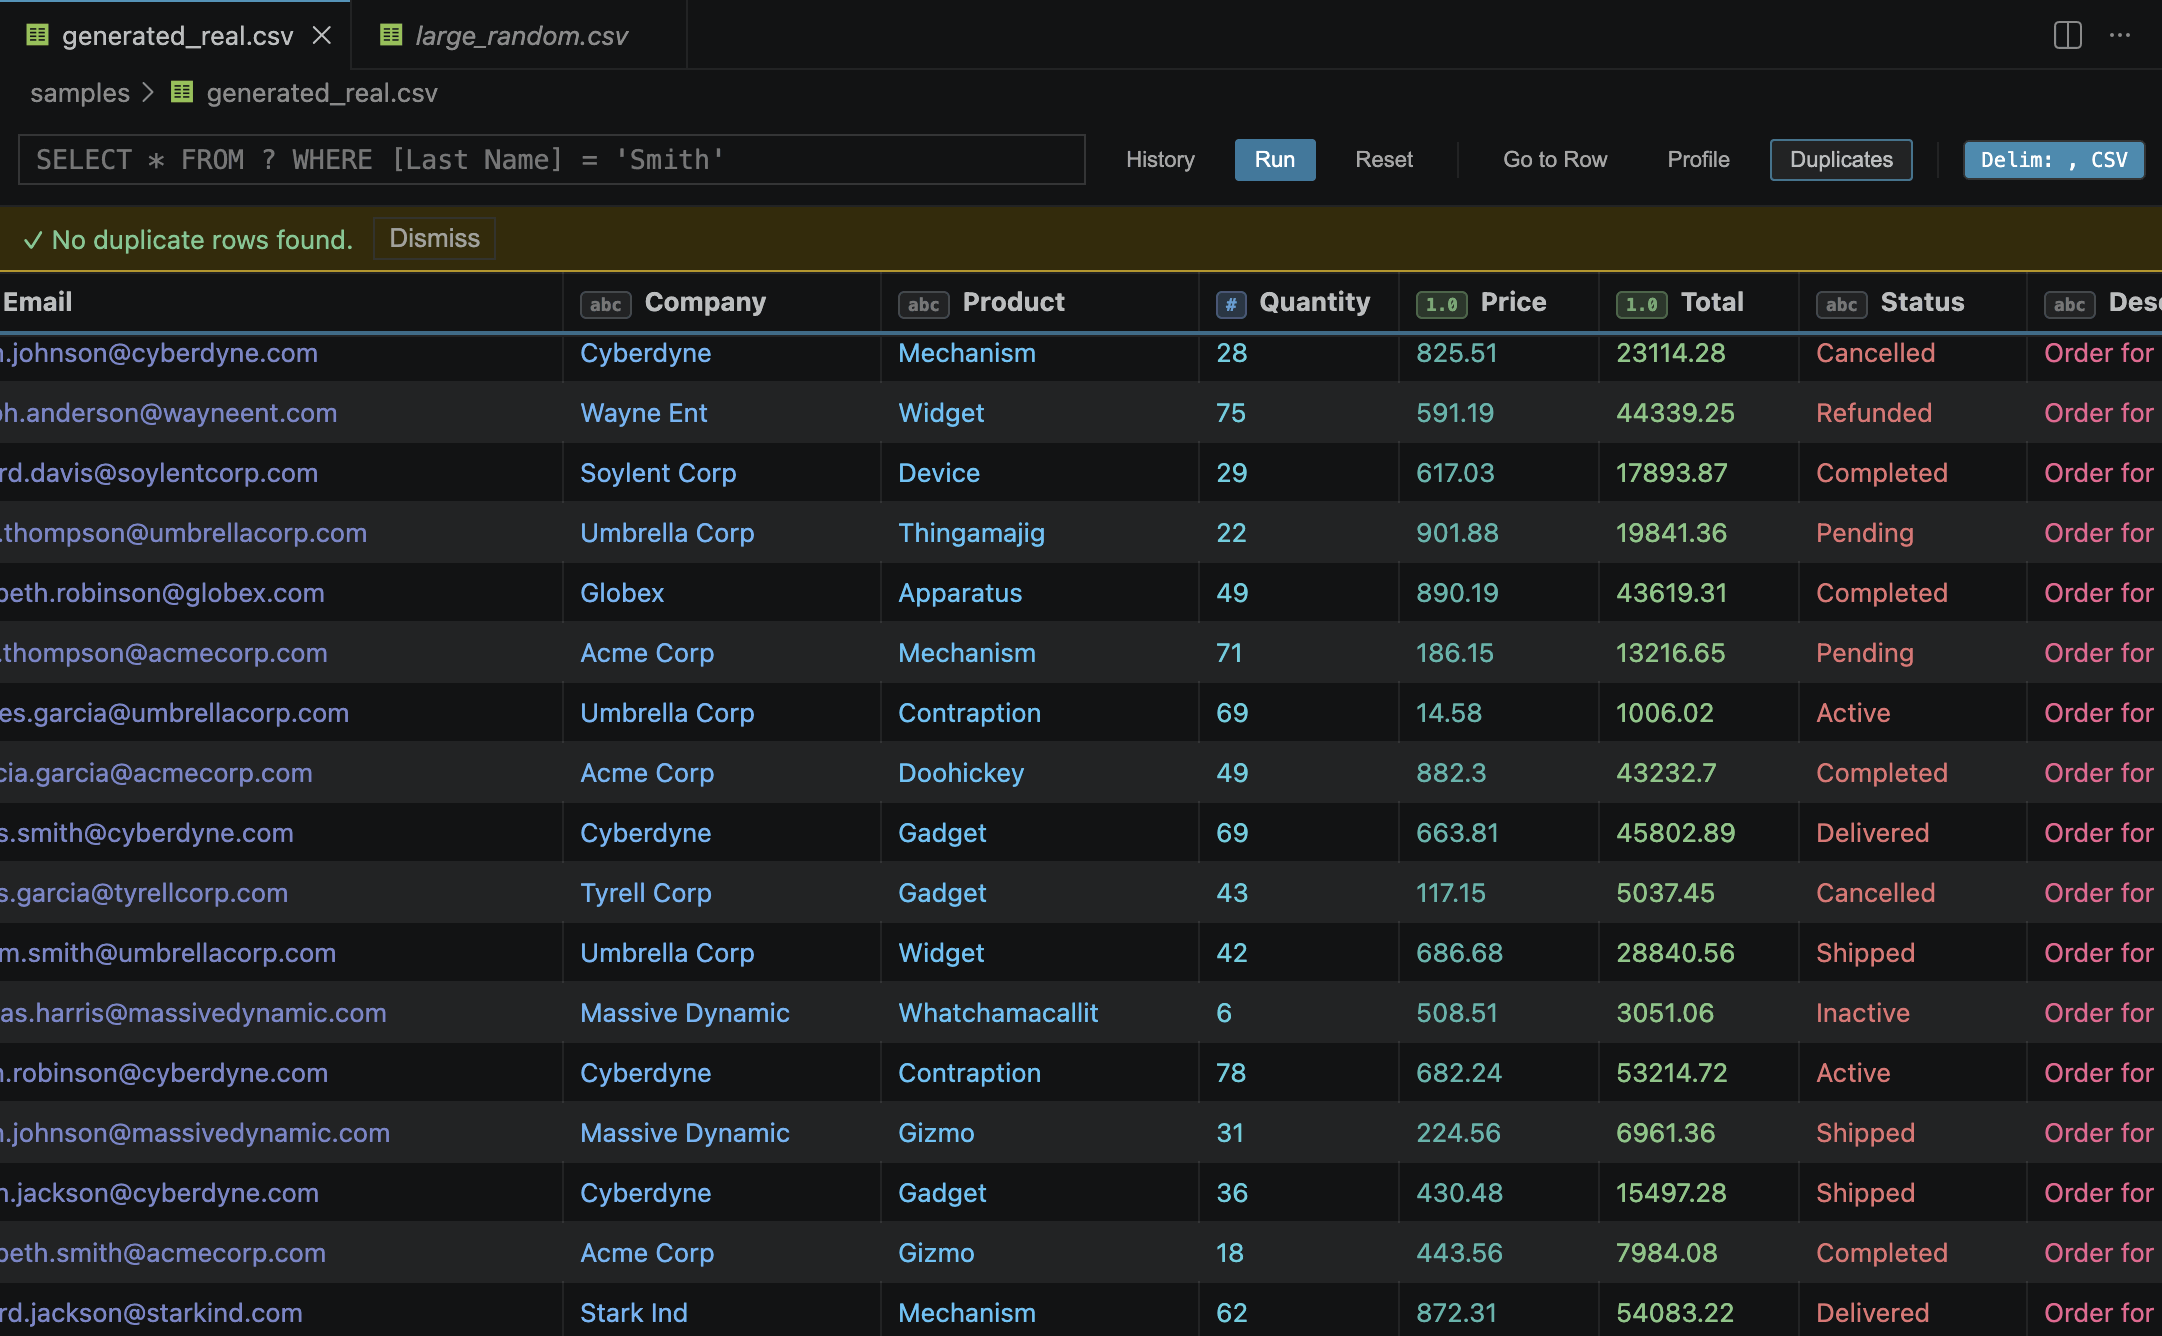 generated_real.csv large_random.csv
samples > generated_real.csv
SELECT * FROM ? WHERE [Last Name] = 'Smith' History Run Reset Go to Row Profile Duplicates Delim: , CSV
✓ No duplicate rows found. Dismiss
Email abc Company abc Product # Quantity 1.0 Price 1.0 Total abc Status abc Desc
.johnson@cyberdyne.com Cyberdyne Mechanism 28 825.51 23114.28 Cancelled Order for
ph.anderson@wayneent.com Wayne Ent Widget 75 591.19 44339.25 Refunded Order for
rd.davis@soylentcorp.com Soylent Corp Device 29 617.03 17893.87 Completed Order for
.thompson@umbrellacorp.com Umbrella Corp Thingamajig 22 901.88 19841.36 Pending Order for
beth.robinson@globex.com Globex Apparatus 49 890.19 43619.31 Completed Order for
.thompson@acmecorp.com Acme Corp Mechanism 71 186.15 13216.65 Pending Order for
es.garcia@umbrellacorp.com Umbrella Corp Contraption 69 14.58 1006.02 Active Order for
cia.garcia@acmecorp.com Acme Corp Doohickey 49 882.3 43232.7 Completed Order for
s.smith@cyberdyne.com Cyberdyne Gadget 69 663.81 45802.89 Delivered Order for
s.garcia@tyrellcorp.com Tyrell Corp Gadget 43 117.15 5037.45 Cancelled Order for
m.smith@umbrellacorp.com Umbrella Corp Widget 42 686.68 28840.56 Shipped Order for
as.harris@massivedynamic.com Massive Dynamic Whatchamacallit 6 508.51 3051.06 Inactive Order for
.robinson@cyberdyne.com Cyberdyne Contraption 78 682.24 53214.72 Active Order for
.johnson@massivedynamic.com Massive Dynamic Gizmo 31 224.56 6961.36 Shipped Order for
.jackson@cyberdyne.com Cyberdyne Gadget 36 430.48 15497.28 Shipped Order for
beth.smith@acmecorp.com Acme Corp Gizmo 18 443.56 7984.08 Completed Order for
rd.jackson@starkind.com Stark Ind Mechanism 62 872.31 54083.22 Delivered Order for